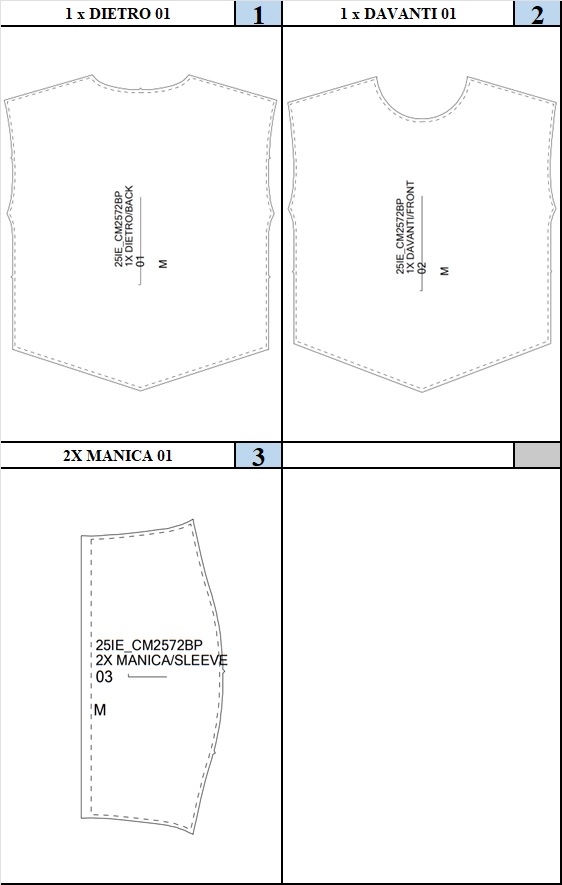 1 x DIETRO 01
1
1 x DAVANTI 01
2
25IE_CM2572BP
1X DIETRO/BACK
01
M
25IE_CM2572BP
1X DAVANTI/FRONT
02
M
2X MANICA 01
3
25IE_CM2572BP
2X MANICA/SLEEVE
03
M